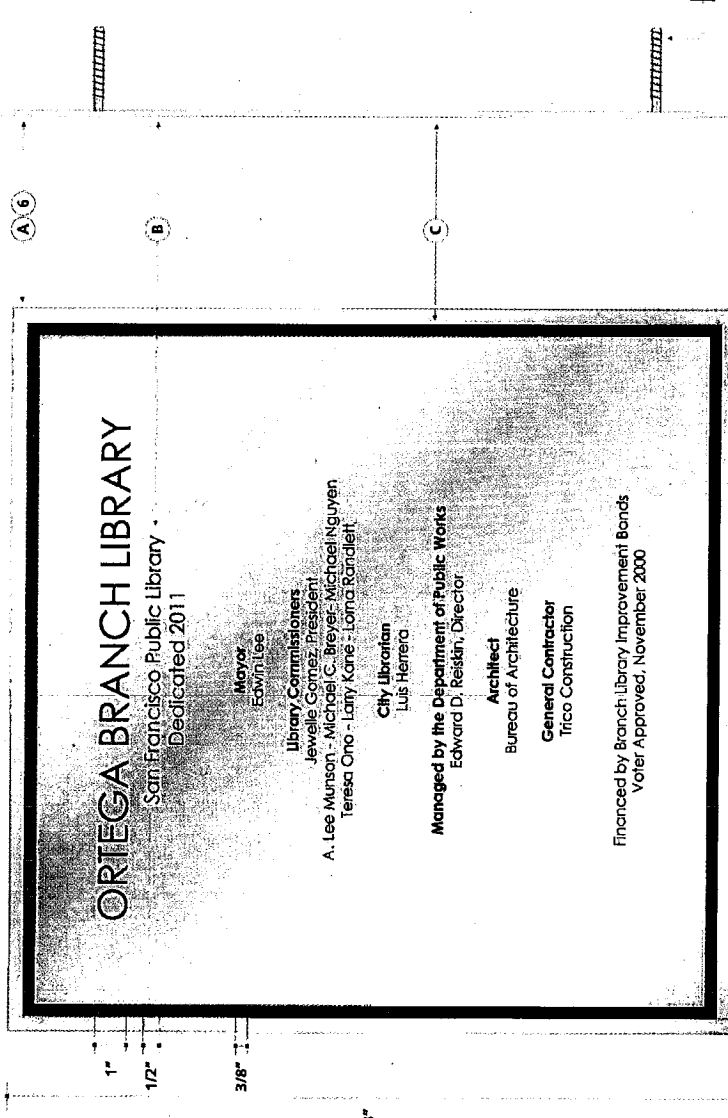 ORTEGA BRANCH LIBRARY
San Francisco Public Library
Dedicated 2011
Mayor
Edwin Lee
Library Commissioners
Jewelle Gomez, President
A. Lee Munson - Michael C. Breyer - Michael Nguyen
Teresa Ono - Larry Kane - Lorna Randlett
City Librarian
Luis Herrera
Managed by the Department of Public Works
Edward D. Reiskin, Director
Architect
Bureau of Architecture
General Contractor
Trico Construction
Financed by Branch Library Improvement Bonds
Voter Approved, November 2000
A 6
B
C
1"
1/2"
3/8"